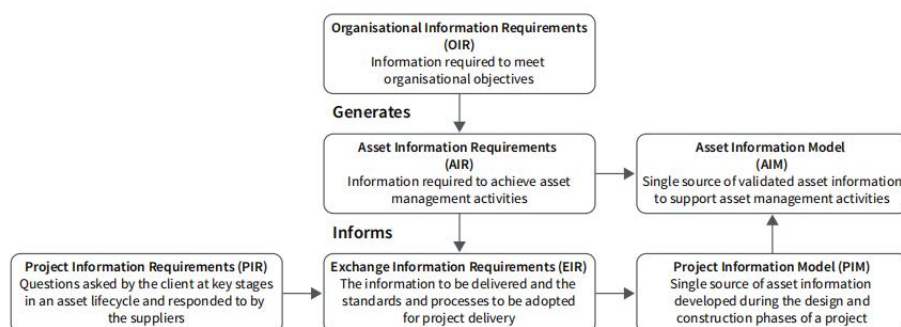 Organisational Information Requirements
(OIR)
Information required to meet
organisational objectives
Generates
Asset Information Requirements
(AIR)
Information required to achieve asset
management activities
Asset Information Model
(AIM)
Single source of validated asset information
to support asset management activities
Informs
Project Information Requirements (PIR)
Questions asked by the client at key stages
in an asset lifecycle and responded to by
the suppliers
Exchange Information Requirements (EIR)
The information to be delivered and the
standards and processes to be adopted
for project delivery
Project Information Model (PIM)
Single source of asset information
developed during the design and
construction phases of a project